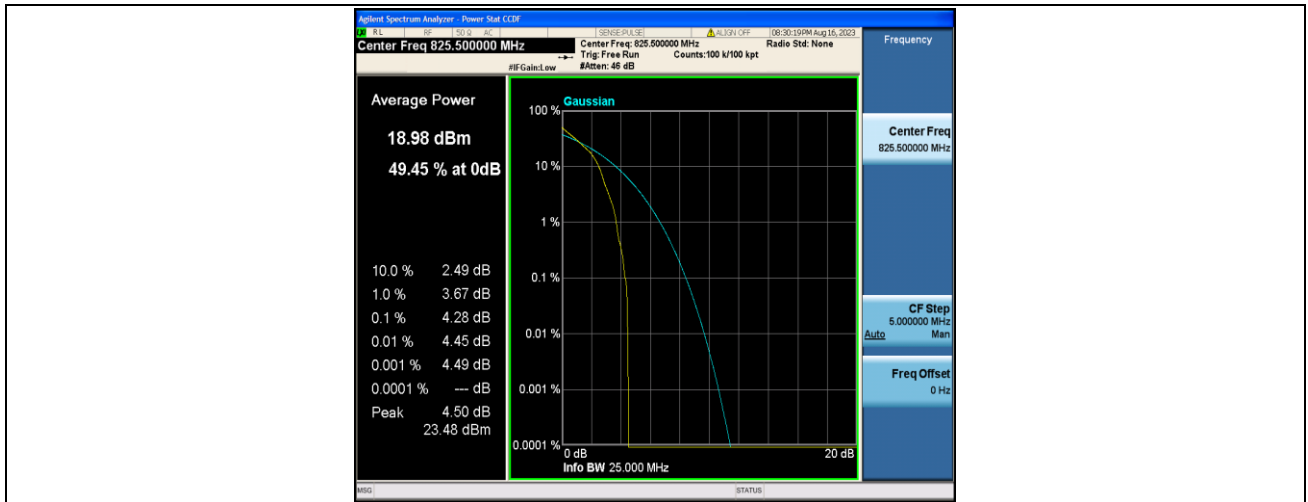 Agilent Spectrum Analyzer - Power Stat CCDF
RL RF 50 Ω AC SENSE:PULSE ALIGN OFF 08:30:19PM Aug 16, 2023
Center Freq 825.500000 MHz
Center Freq: 825.500000 MHz Radio Std: None
Trig: Free Run Counts:100 k/100 kpt
#IFGain:Low #Atten: 46 dB
Frequency
Average Power
18.98 dBm
49.45 % at 0dB
10.0 % 2.49 dB
1.0 % 3.67 dB
0.1 % 4.28 dB
0.01 % 4.45 dB
0.001 % 4.49 dB
0.0001 % --- dB
Peak 4.50 dB
23.48 dBm
Gaussian
100 %
10 %
1 %
0.1 %
0.01 %
0.001 %
0.0001 %
0 dB 20 dB
Info BW 25.000 MHz
Center Freq
825.500000 MHz
CF Step
5.000000 MHz
Auto Man
Freq Offset
0 Hz
MSG STATUS